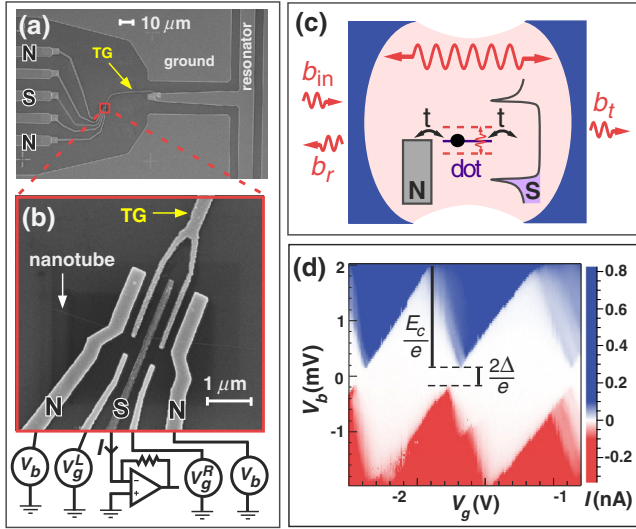 (a)
10 μm
N
TG
ground
resonator
S
N
(b)
TG
nanotube
1 μm
N
S
N
I
V_b
V_g^L
V_g^R
V_b
(c)
b_in
b_t
b_r
t
t
dot
N
S
(d)
2
0.8
1
E_c/e
0.6
0.4
2Δ/e
0
0.2
V_b(mV)
-1
0
-0.2
-2
V_g(V)
-1
I (nA)